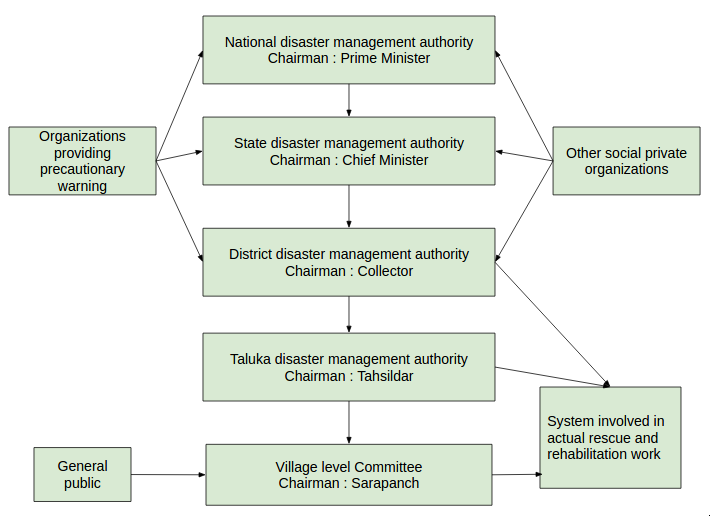 National disaster management authority
Chairman : Prime Minister
Organizations
providing
precautionary
warning
State disaster management authority
Chairman : Chief Minister
Other social private
organizations
District disaster management authority
Chairman : Collector
Taluka disaster management authority
Chairman : Tahsildar
System involved in
actual rescue and
rehabilitation work
General
public
Village level Committee
Chairman : Sarapanch